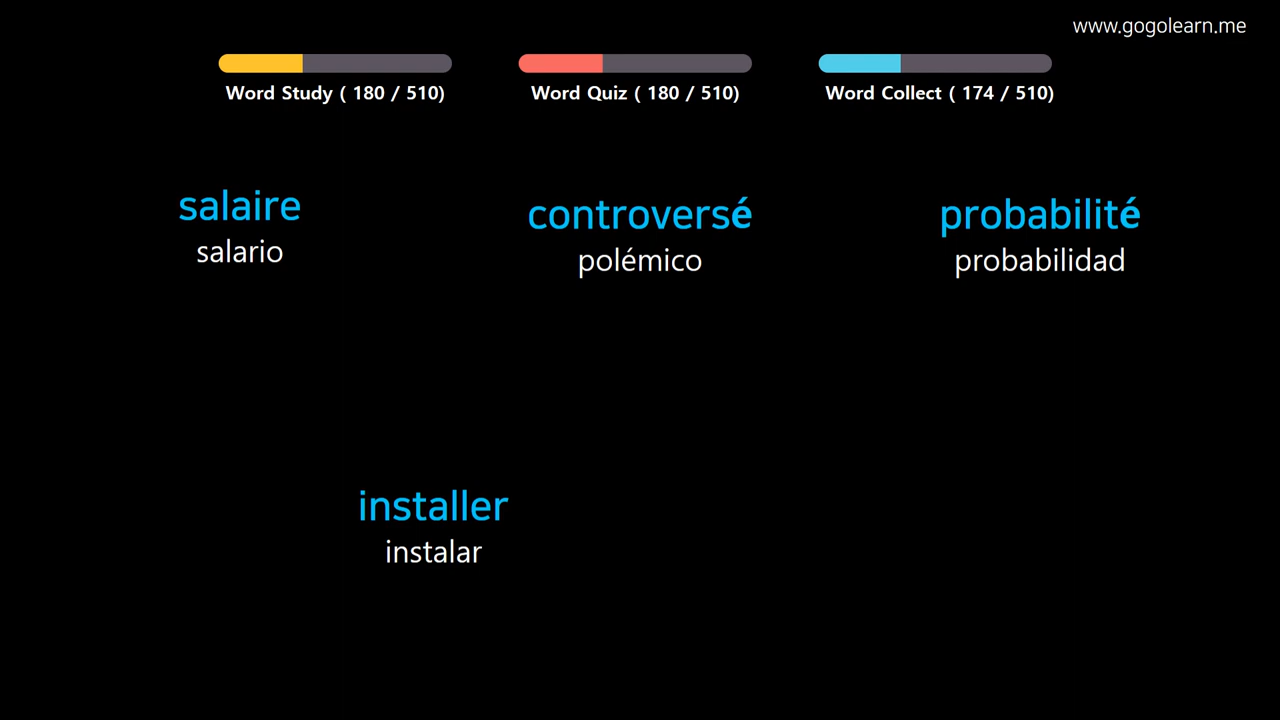 www.gogolearn.me
Word Study ( 180 / 510)
Word Quiz ( 180 / 510)
Word Collect ( 174 / 510)
salaire
salario
controversé
polémico
probabilité
probabilidad
installer
instalar